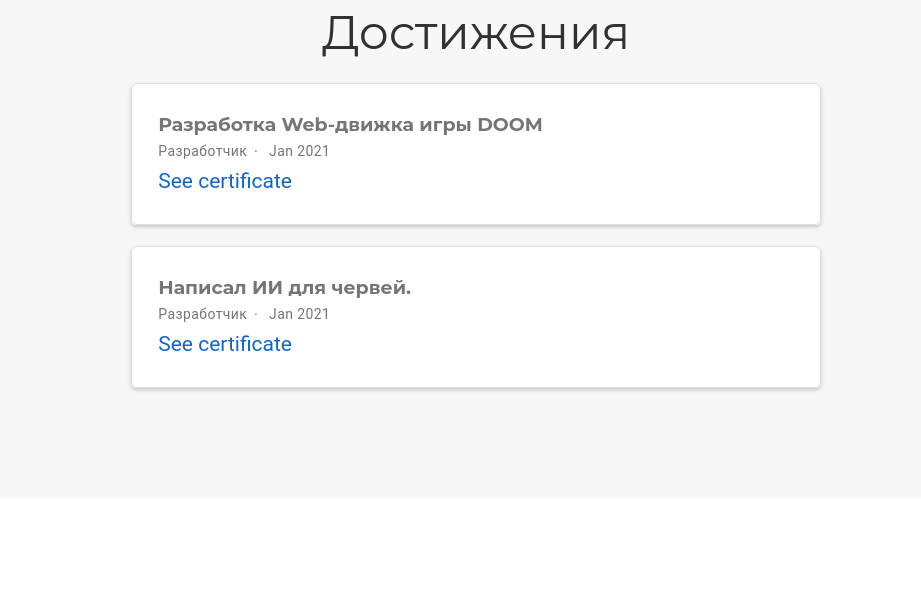 Достижения
Разработка Web-движка игры DOOM
Разработчик · Jan 2021
See certificate
Написал ИИ для червей.
Разработчик · Jan 2021
See certificate